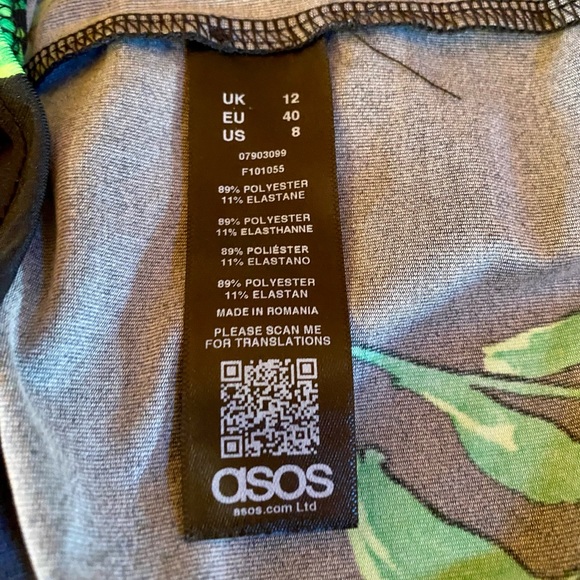 UK 12
EU 40
US 8
07903099
F101055
89% POLYESTER
11% ELASTANE
89% POLYESTER
11% ELASTHANNE
89% POLIÉSTER
11% ELASTANO
89% POLYESTER
11% ELASTAN
MADE IN ROMANIA
PLEASE SCAN ME
FOR TRANSLATIONS
asos
asos.com Ltd